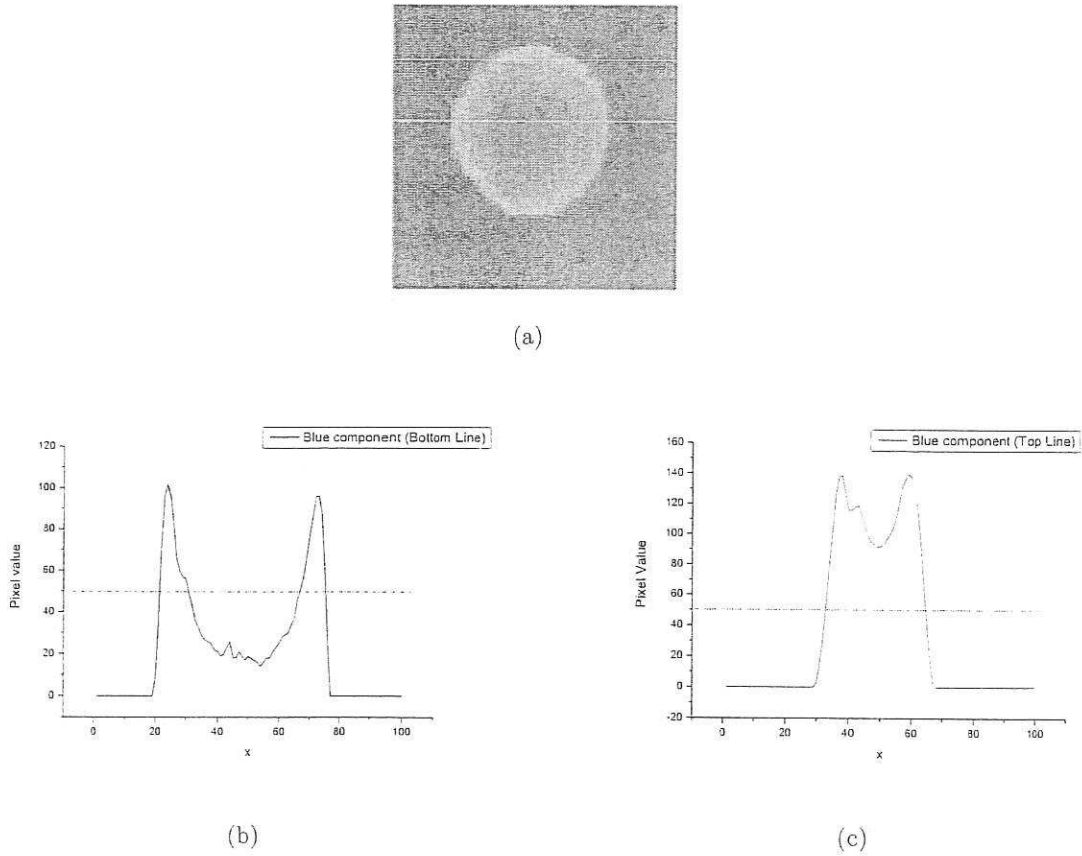 (a)
Blue component (Bottom Line)
120
100
80
60
40
20
0
Pixel value
0 20 40 60 80 100
x
(b)
Blue component (Top Line)
160
140
120
100
80
60
40
20
0
-20
Pixel Value
0 20 40 60 80 100
x
(c)